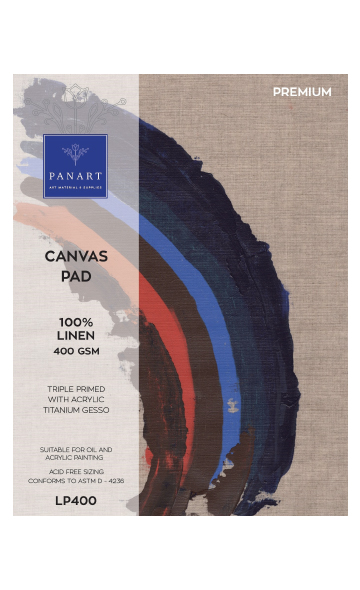 PREMIUM
PANART
ART MATERIAL & SUPPLIES
CANVAS
PAD
100%
LINEN
400 GSM
TRIPLE PRIMED
WITH ACRYLIC
TITANIUM GESSO
SUITABLE FOR OIL AND
ACRYLIC PAINTING
ACID FREE SIZING
CONFORMS TO ASTM D - 4236
LP400